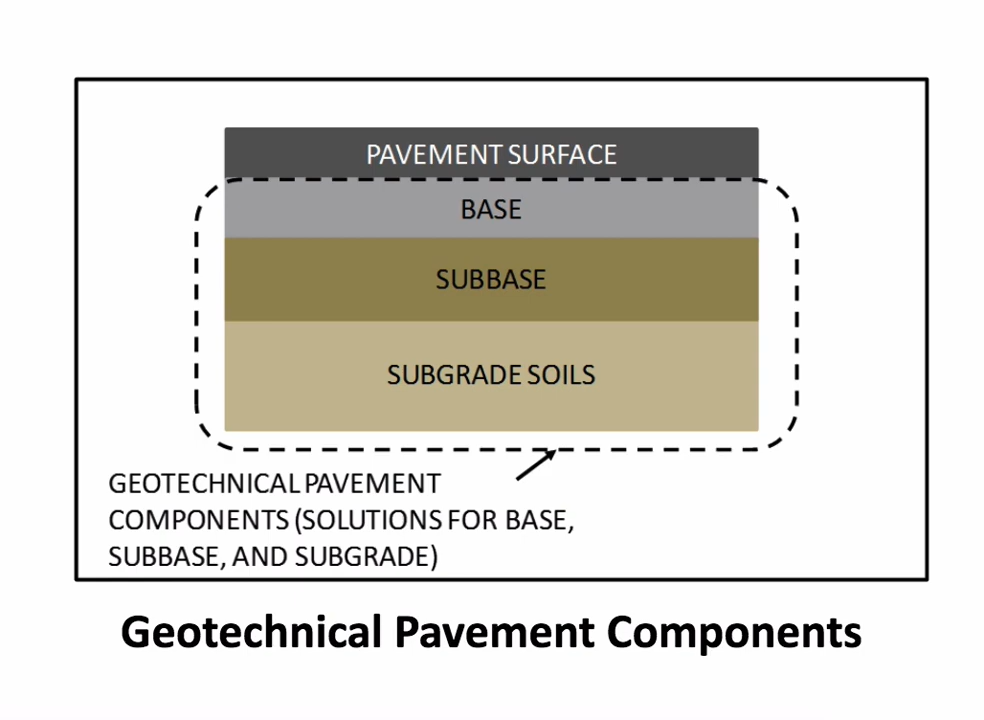 PAVEMENT SURFACE
BASE
SUBBASE
SUBGRADE SOILS
GEOTECHNICAL PAVEMENT
COMPONENTS (SOLUTIONS FOR BASE,
SUBBASE, AND SUBGRADE)
Geotechnical Pavement Components